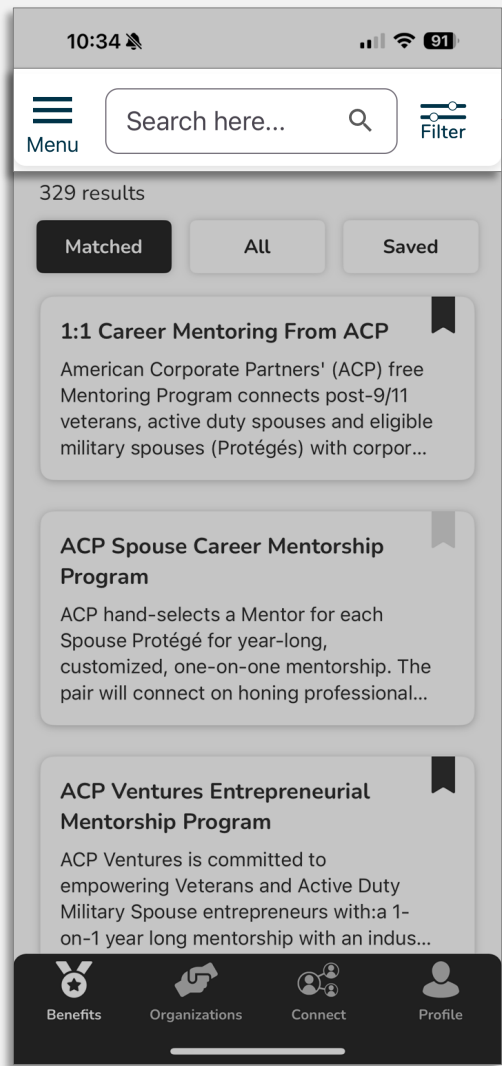 10:34
91
Menu
Search here...
Filter
329 results
Matched
All
Saved
1:1 Career Mentoring From ACP
American Corporate Partners' (ACP) free
Mentoring Program connects post-9/11
veterans, active duty spouses and eligible
military spouses (Protégés) with corpor...
ACP Spouse Career Mentorship
Program
ACP hand-selects a Mentor for each
Spouse Protégé for year-long,
customized, one-on-one mentorship. The
pair will connect on honing professional...
ACP Ventures Entrepreneurial
Mentorship Program
ACP Ventures is committed to
empowering Veterans and Active Duty
Military Spouse entrepreneurs with:a 1-
on-1 year long mentorship with an indus...
Benefits
Organizations
Connect
Profile